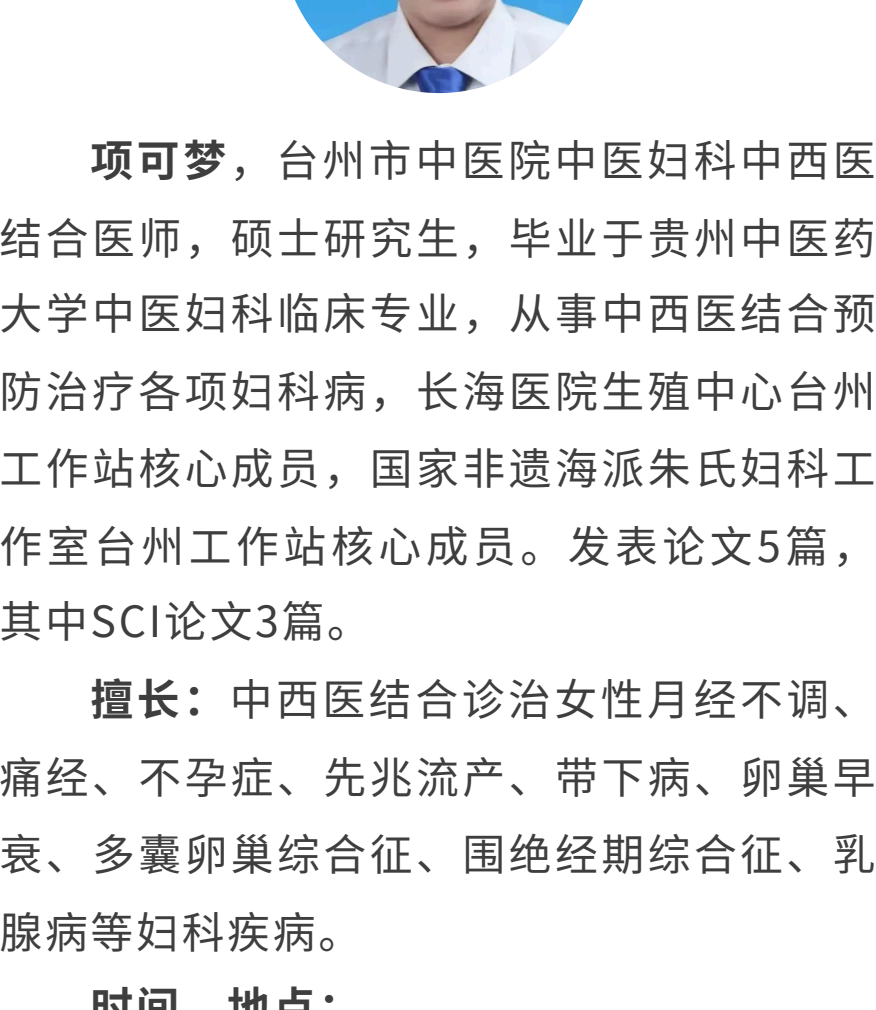 项可梦，台州市中医院中医妇科中西医
结合医师，硕士研究生，毕业于贵州中医药
大学中医妇科临床专业，从事中西医结合预
防治疗各项妇科病，长海医院生殖中心台州
工作站核心成员，国家非遗海派朱氏妇科工
作室台州工作站核心成员。发表论文5篇，
其中SCI论文3篇。
擅长：中西医结合诊治女性月经不调、
痛经、不孕症、先兆流产、带下病、卵巢早
衰、多囊卵巢综合征、围绝经期综合征、乳
腺病等妇科疾病。
时间、地点：